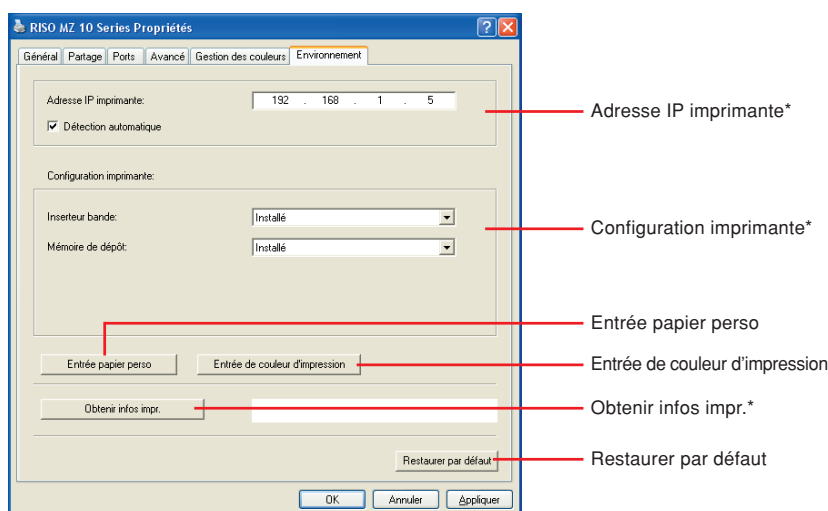 RISO MZ 10 Series Propriétés
Général Partage Ports Avancé Gestion des couleurs Environnement
Adresse IP imprimante: 192 . 168 . 1 . 5
Détection automatique
Configuration imprimante:
Inserteur bande: Installé
Mémoire de dépôt: Installé
Entrée papier perso Entrée de couleur d'impression
Obtenir infos impr.
Restaurer par défaut
OK Annuler Appliquer
Adresse IP imprimante*
Configuration imprimante*
Entrée papier perso
Entrée de couleur d’impression
Obtenir infos impr.*
Restaurer par défaut